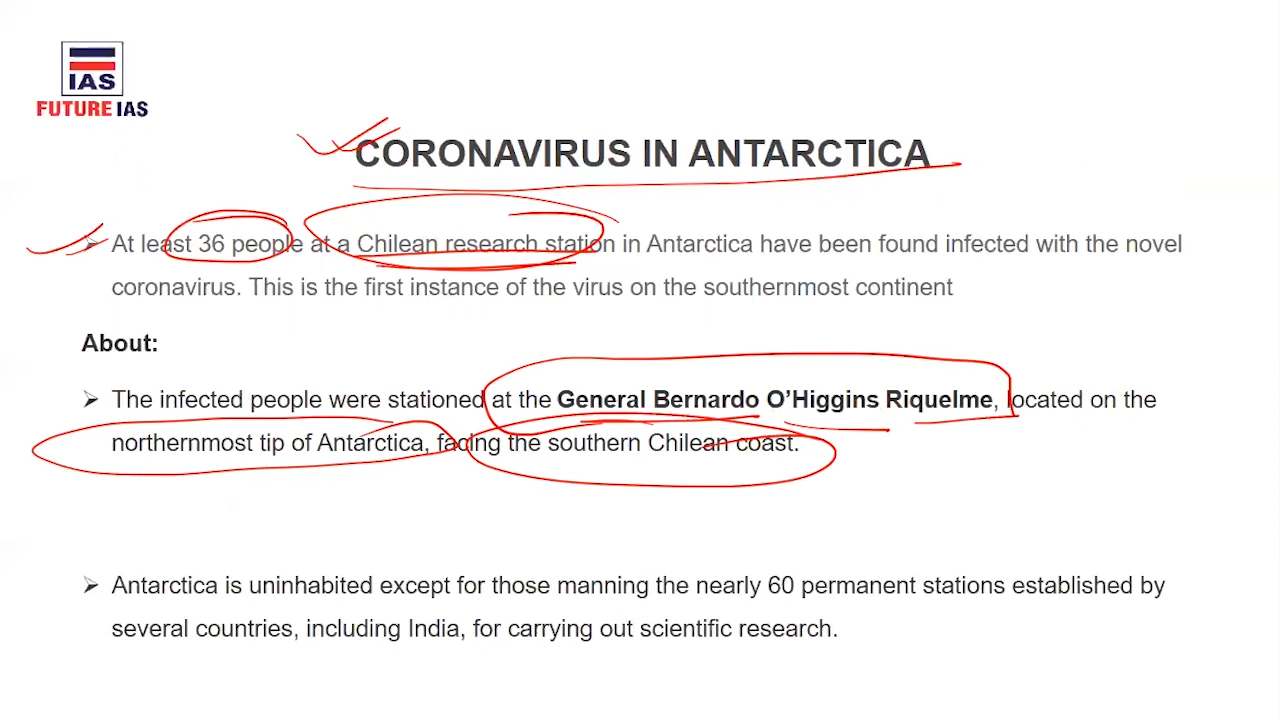 IAS
FUTURE IAS
CORONAVIRUS IN ANTARCTICA
➤ At least 36 people at a Chilean research station in Antarctica have been found infected with the novel
coronavirus. This is the first instance of the virus on the southernmost continent
About:
➤ The infected people were stationed at the General Bernardo O’Higgins Riquelme, located on the
northernmost tip of Antarctica, facing the southern Chilean coast.
➤ Antarctica is uninhabited except for those manning the nearly 60 permanent stations established by
several countries, including India, for carrying out scientific research.